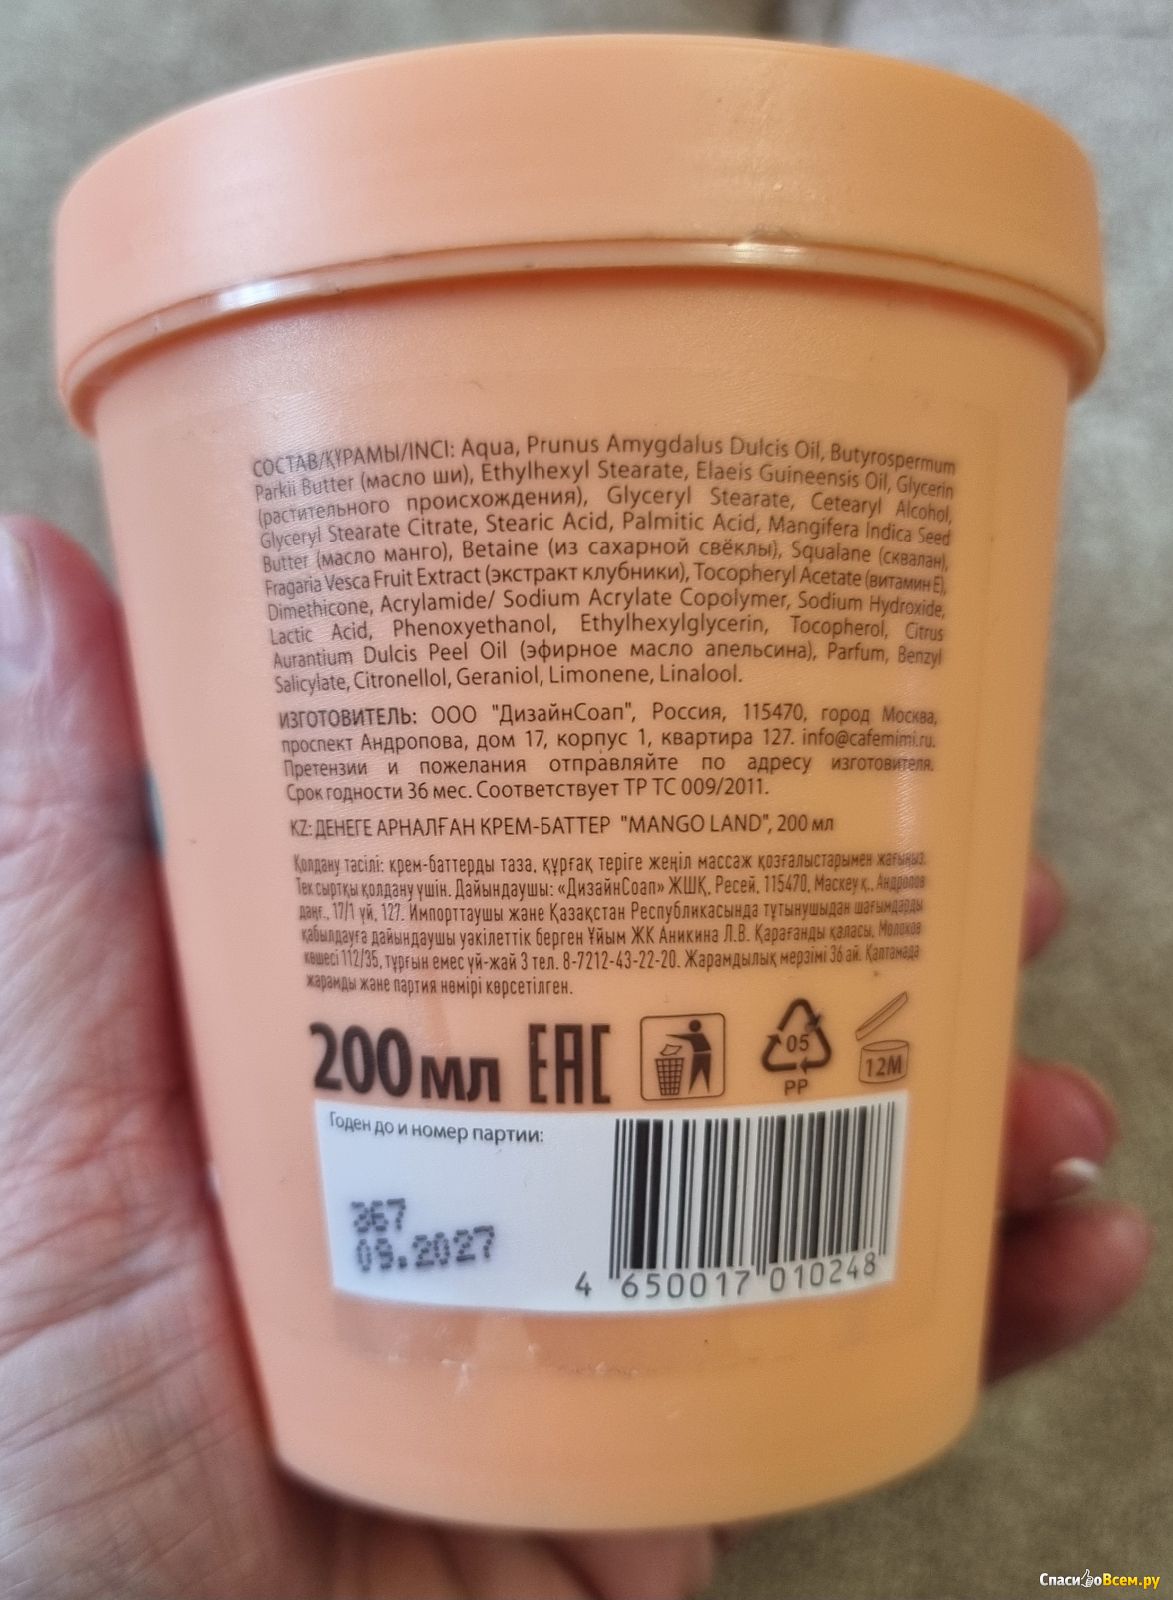 СОСТАВ/ҚҰРАМЫ/INCI: Aqua, Prunus Amygdalus Dulcis Oil, Butyrospermum
Parkii Butter (масло ши), Ethylhexyl Stearate, Elaeis Guineensis Oil, Glycerin
(растительного происхождения), Glyceryl Stearate, Cetearyl Alcohol,
Glyceryl Stearate Citrate, Stearic Acid, Palmitic Acid, Mangifera Indica Seed
Butter (масло манго), Betaine (из сахарной свёклы), Squalane (сквалан),
Fragaria Vesca Fruit Extract (экстракт клубники), Tocopheryl Acetate (витамин Е),
Dimethicone, Acrylamide/ Sodium Acrylate Copolymer, Sodium Hydroxide,
Lactic Acid, Phenoxyethanol, Ethylhexylglycerin, Tocopherol, Citrus
Aurantium Dulcis Peel Oil (эфирное масло апельсина), Parfum, Benzyl
Salicylate, Citronellol, Geraniol, Limonene, Linalool.
ИЗГОТОВИТЕЛЬ: ООО "ДизайнСоап", Россия, 115470, город Москва,
проспект Андропова, дом 17, корпус 1, квартира 127. info@cafemimi.ru.
Претензии и пожелания отправляйте по адресу изготовителя.
Срок годности 36 мес. Соответствует ТР ТС 009/2011.
KZ: ДЕНЕГЕ АРНАЛҒАН КРЕМ-БАТТЕР "MANGO LAND", 200 мл
Қолдану тәсілі: крем-баттерды таза, құрғақ теріге жеңіл массаж қозғалыстарымен жағыңыз.
Тек сыртқы қолдану үшін. Дайындаушы: «ДизайнСоап» ЖШҚ, Ресей, 115470, Маскеу қ., Андропов
даңғ., 17/1 үй, 127. Импорттаушы және Қазақстан Республикасында тұтынушыдан шағымдарды
қабылдауға дайындаушы уәкілеттік берген Ұйым ЖК Аникина Л.В. Қарағанды қаласы, Молоков
көшесі 112/35, тұрғын емес үй-жай 3 тел. 8-7212-43-22-20. Жарамдылық мерзімі 36 ай. Қаптамада
жарамды және партия нөмірі көрсетілген.
200 мл EAC
05
PP
12M
Годен до и номер партии:
367
09.2027
4 650017 010248
СпасибоВсем.ру